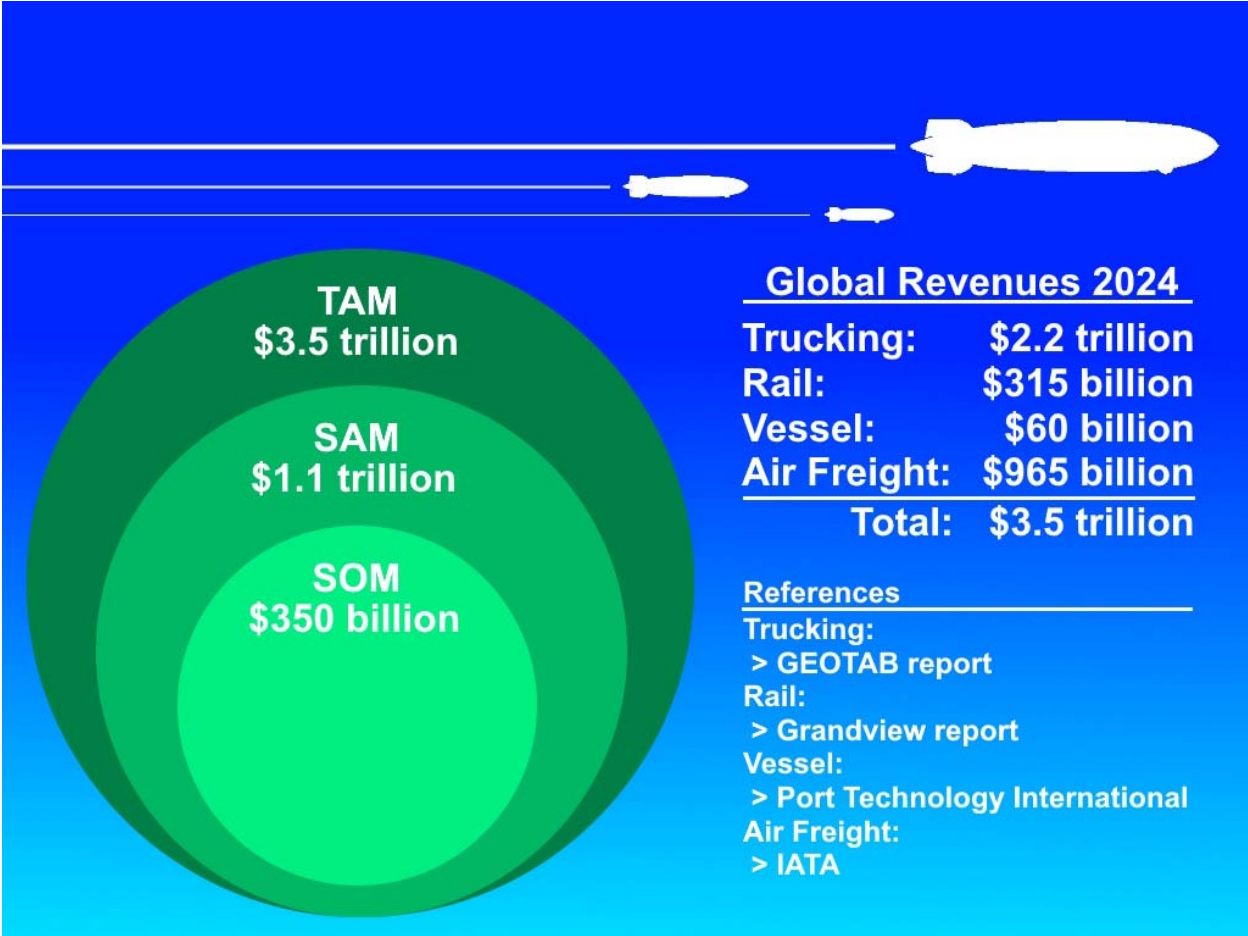 TAM
$3.5 trillion
SAM
$1.1 trillion
SOM
$350 billion
Global Revenues 2024
Trucking: $2.2 trillion
Rail: $315 billion
Vessel: $60 billion
Air Freight: $965 billion
Total: $3.5 trillion
References
Trucking:
> GEOTAB report
Rail:
> Grandview report
Vessel:
> Port Technology International
Air Freight:
> IATA